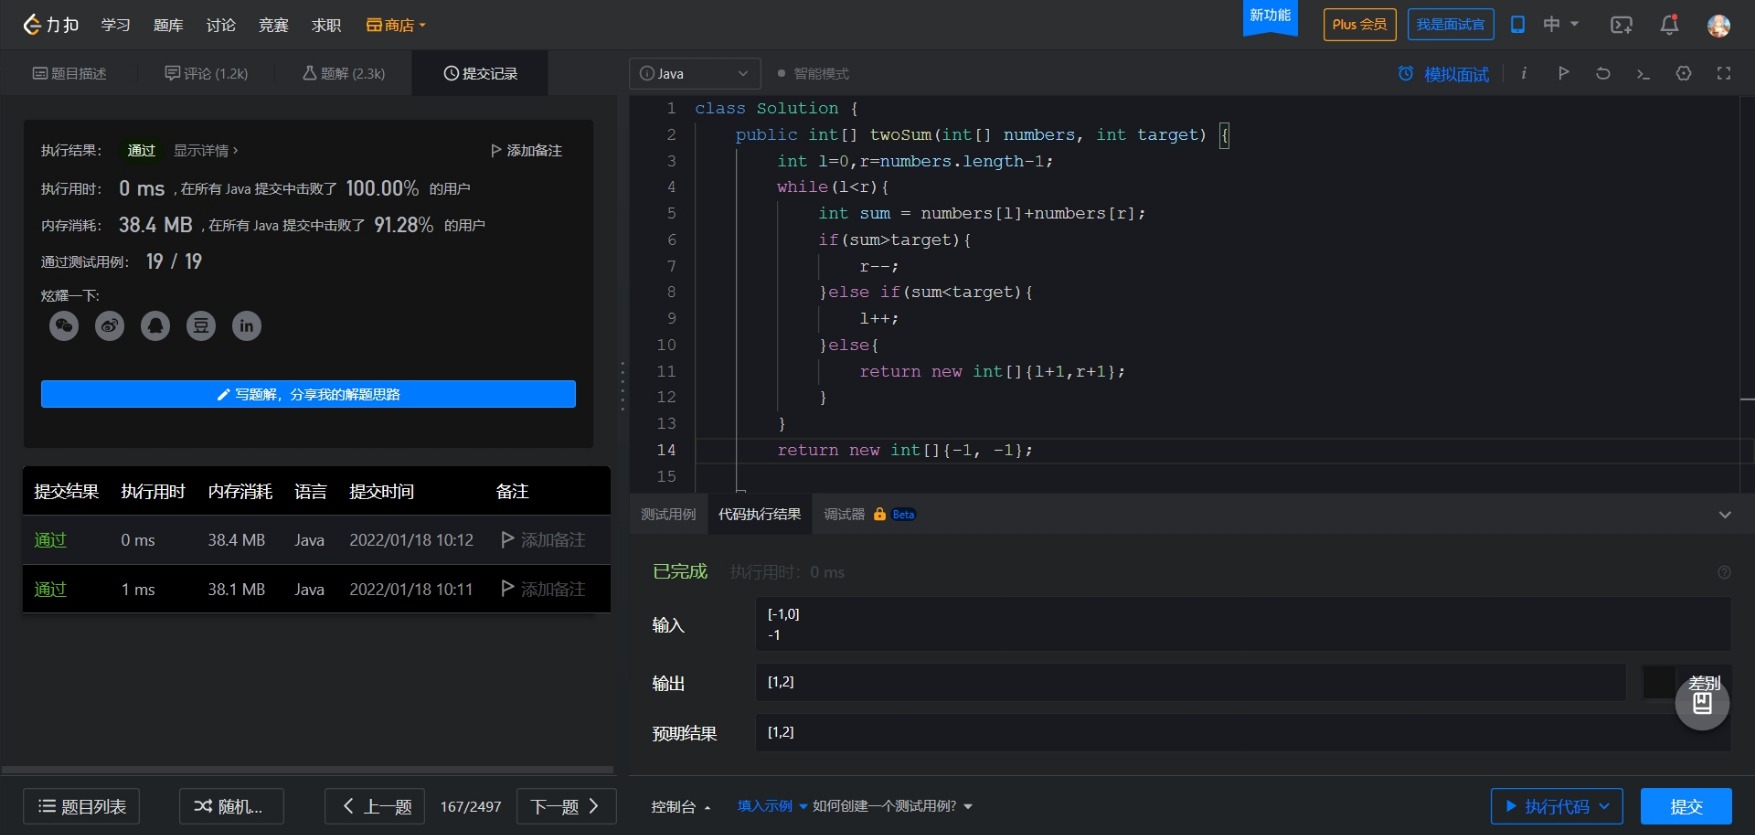 力扣 学习 题库 讨论 竞赛 求职 商店 新功能 Plus 会员 我是面试官 中
题目描述 评论 (1.2k) 题解 (2.3k) 提交记录
执行结果： 通过 显示详情 › 添加备注
执行用时： 0 ms , 在所有 Java 提交中击败了 100.00% 的用户
内存消耗： 38.4 MB , 在所有 Java 提交中击败了 91.28% 的用户
通过测试用例： 19 / 19
炫耀一下:
豆 in
写题解，分享我的解题思路
提交结果 执行用时 内存消耗 语言 提交时间 备注
通过 0 ms 38.4 MB Java 2022/01/18 10:12 添加备注
通过 1 ms 38.1 MB Java 2022/01/18 10:11 添加备注
题目列表 随机... 上一题 167/2497 下一题
Java 智能模式 模拟面试
1 class Solution {
2 public int[] twoSum(int[] numbers, int target) {
3 int l=0,r=numbers.length-1;
4 while(l<r){
5 int sum = numbers[l]+numbers[r];
6 if(sum>target){
7 r--;
8 }else if(sum<target){
9 l++;
10 }else{
11 return new int[]{l+1,r+1};
12 }
13 }
14 return new int[]{-1, -1};
15
测试用例 代码执行结果 调试器 Beta
已完成 执行用时： 0 ms
输入 [-1,0]
-1
输出 [1,2] 差别
预期结果 [1,2]
控制台 填入示例 如何创建一个测试用例? 执行代码 提交